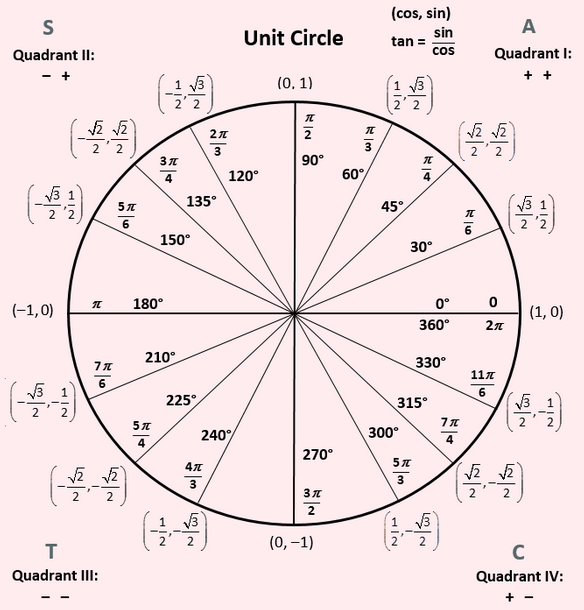 (cos, sin)
S
Unit Circle
tan = sin/cos
A
Quadrant II:
Quadrant I:
− +
+ +
(−1/2, √3/2)
(0, 1)
(1/2, √3/2)
(−√2/2, √2/2)
2π/3
π/2
π/3
(√2/2, √2/2)
3π/4
120°
90°
60°
π/4
(−√3/2, 1/2)
5π/6
135°
45°
π/6
(√3/2, 1/2)
150°
30°
(−1, 0)
π
180°
0°
0
(1, 0)
360°
2π
7π/6
210°
330°
11π/6
(−√3/2, −1/2)
225°
315°
(√3/2, −1/2)
5π/4
240°
300°
7π/4
270°
(−√2/2, −√2/2)
4π/3
5π/3
(√2/2, −√2/2)
3π/2
(−1/2, −√3/2)
(0, −1)
(1/2, −√3/2)
T
C
Quadrant III:
Quadrant IV:
− −
+ −